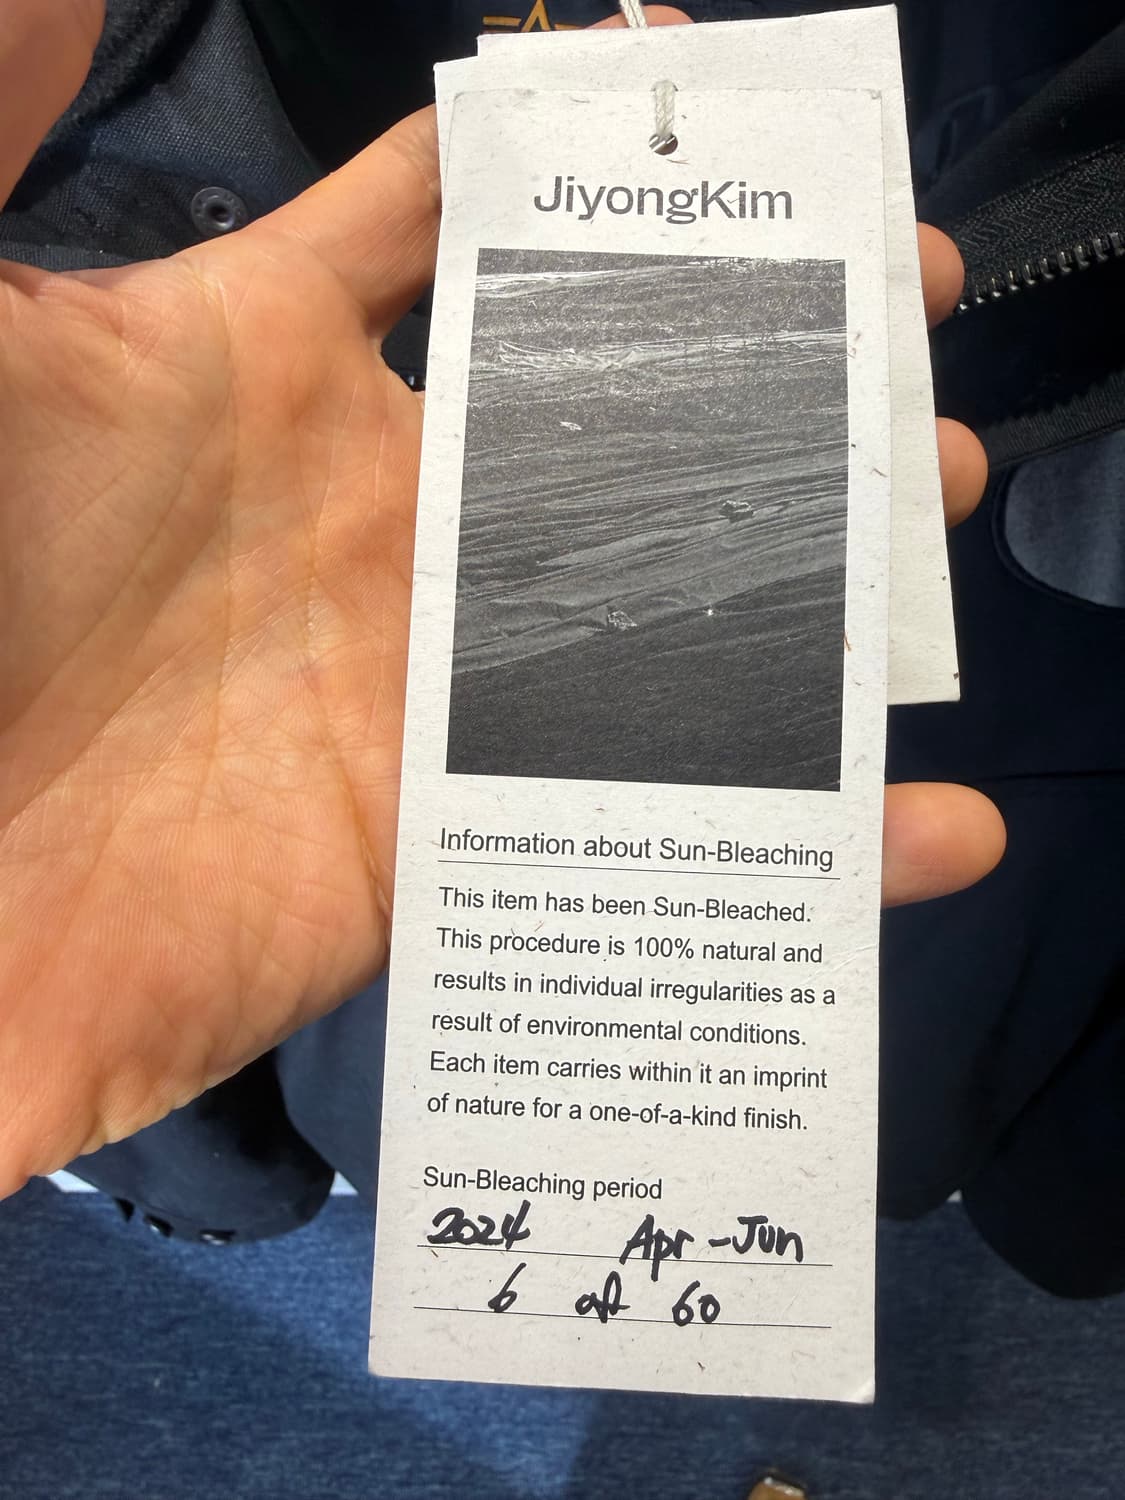 JiyongKim
Information about Sun-Bleaching
This item has been Sun-Bleached.
This procedure is 100% natural and
results in individual irregularities as a
result of environmental conditions.
Each item carries within it an imprint
of nature for a one-of-a-kind finish.
Sun-Bleaching period
2024 Apr-Jun
6 of 60